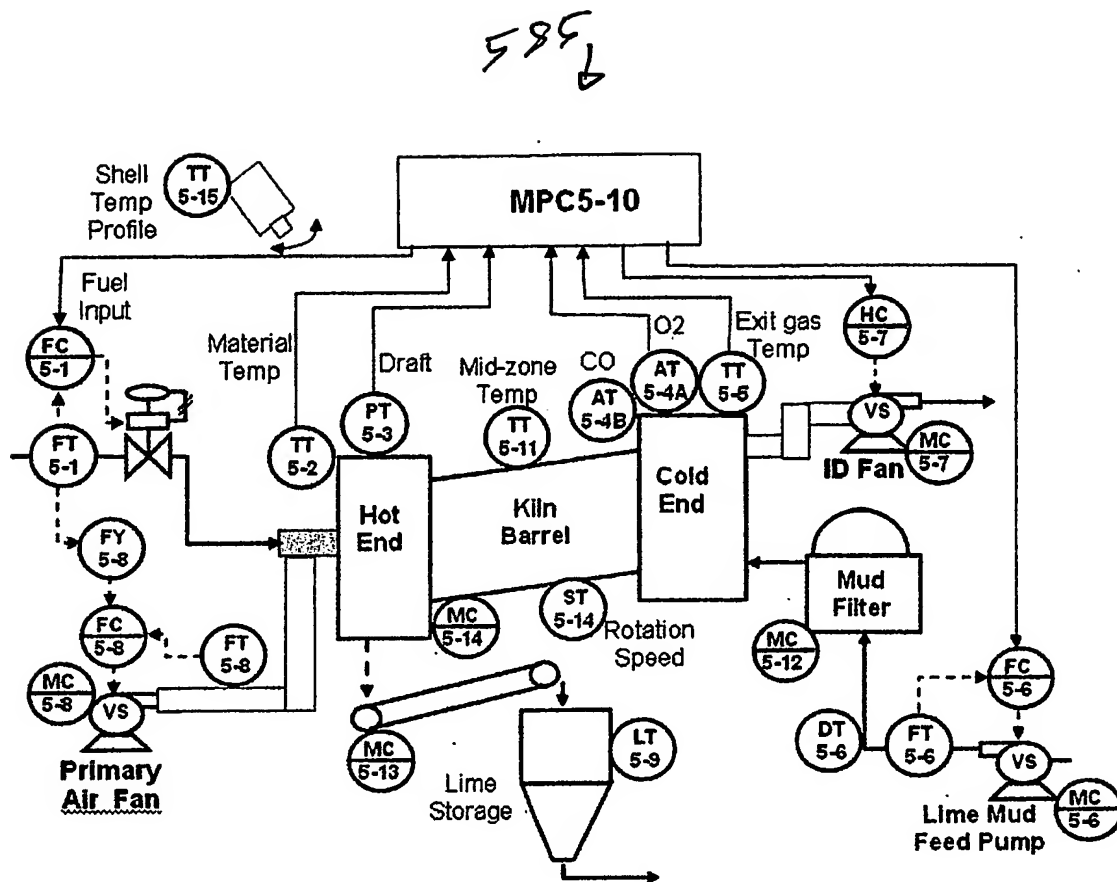 585
Shell
Temp
Profile
TT
5-15
MPC5-10
Fuel
Input
Material
Temp
Draft
Mid-zone
Temp
CO
O2
Exit gas
Temp
HC
5-7
FC
5-1
FT
5-1
TT
5-2
PT
5-3
TT
5-11
AT
5-4B
AT
5-4A
TT
5-5
VS
MC
5-7
ID Fan
Hot
End
Kiln
Barrel
Cold
End
FY
5-8
FC
5-8
FT
5-8
MC
5-8
VS
Primary
Air Fan
MC
5-14
ST
5-14
Rotation
Speed
Mud
Filter
MC
5-12
MC
5-13
Lime
Storage
LT
5-9
DT
5-6
FT
5-6
FC
5-6
VS
MC
5-6
Lime Mud
Feed Pump